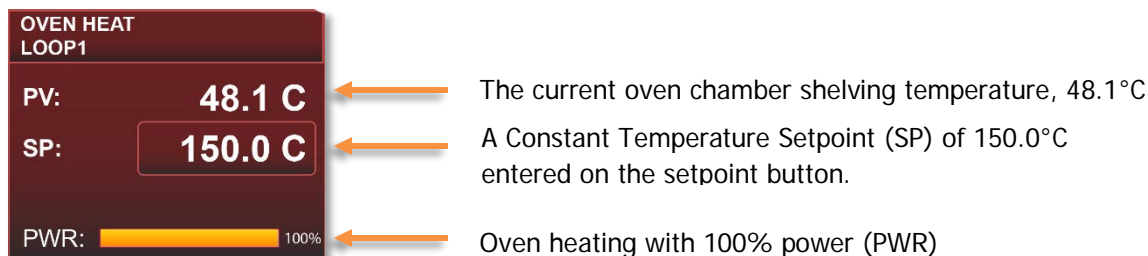 OVEN HEAT
LOOP1
PV: 48.1 C
The current oven chamber shelving temperature, 48.1°C
SP: 150.0 C
A Constant Temperature Setpoint (SP) of 150.0°C
entered on the setpoint button.
PWR: 100%
Oven heating with 100% power (PWR)